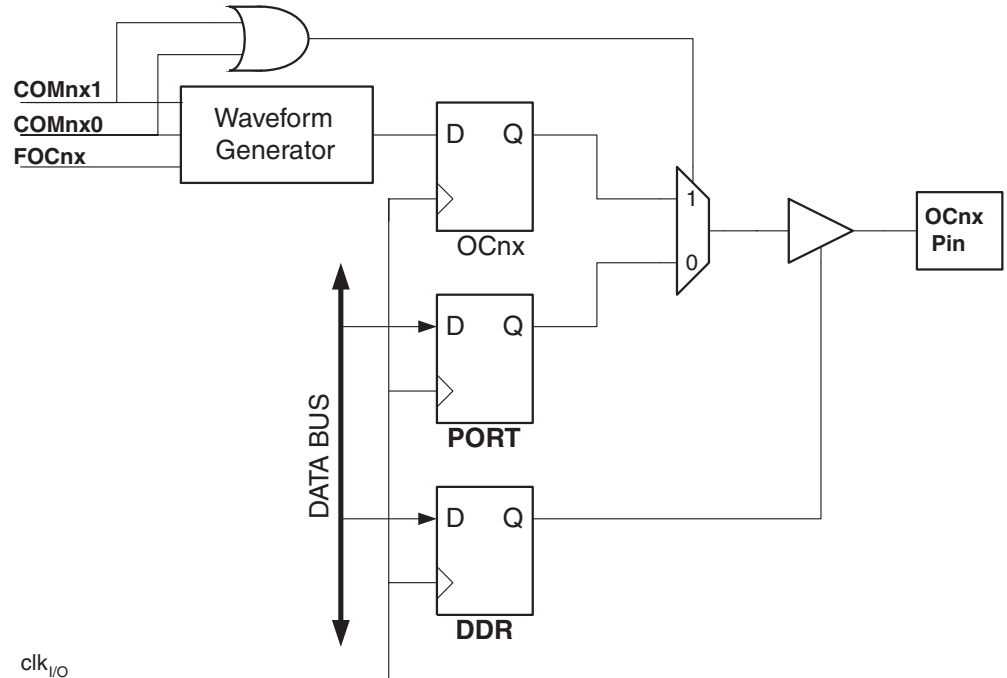 COMnx1
COMnx0
FOCnx
Waveform
Generator
D Q
OCnx
1
0
OCnx
Pin
D Q
PORT
DATA BUS
D Q
DDR
clkI/O